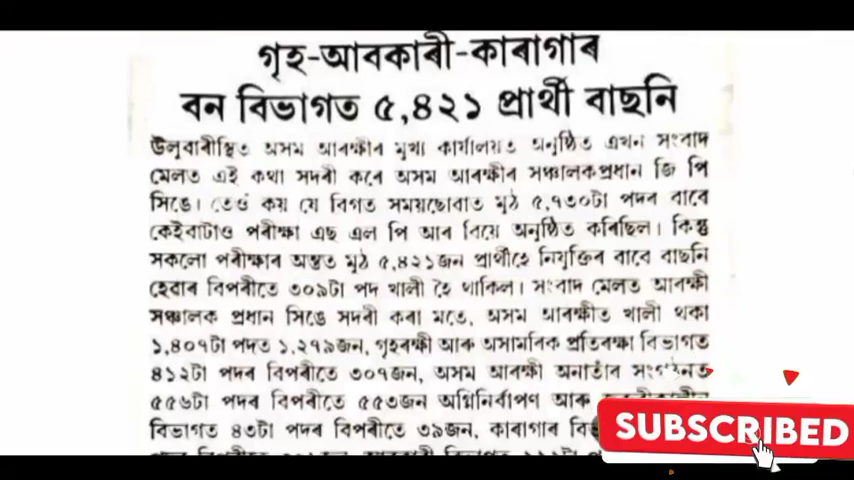 গৃহ-আবকাৰী-কাৰাগাৰ
বন বিভাগত ৫,৪২১ প্ৰাৰ্থী বাছনি
উলুবাৰীস্থিত অসম আৰক্ষীৰ মুখ্য কাৰ্যালয়ত অনুষ্ঠিত এখন সংবাদ
মেলত এই কথা সদৰী কৰে অসম আৰক্ষীৰ সঞ্চালকপ্ৰধান জি পি
সিঙে। তেওঁ কয় যে বিগত সময়ছোৱাত মুঠ ৫,৭৩০টা পদৰ বাবে
কেইবাটাও পৰীক্ষা এছ এল পি আৰ বিয়ে অনুষ্ঠিত কৰিছিল। কিন্তু
সকলো পৰীক্ষাৰ অন্তত মুঠ ৫,৪২১জন প্ৰাৰ্থীহে নিযুক্তিৰ বাবে বাছনি
হোৱাৰ বিপৰীতে ৩০৯টা পদ খালী হৈ থাকিল। সংবাদ মেলত আৰক্ষী
সঞ্চালক প্ৰধান সিঙে সদৰী কৰা মতে, অসম আৰক্ষীত খালী থকা
১,৪০৭টা পদত ১,২৭৯জন, গৃহৰক্ষী আৰু অসামৰিক প্ৰতিৰক্ষা বিভাগত
৪১২টা পদৰ বিপৰীতে ৩০৭জন, অসম আৰক্ষী অনাতাঁৰ সংগঠনত
৫৫৬টা পদৰ বিপৰীতে ৫৫৩জন অগ্নিনিৰ্বাপণ আৰু
বিভাগত ৪৩টা পদৰ বিপৰীতে ৩৯জন, কাৰাগাৰ
SUBSCRIBED